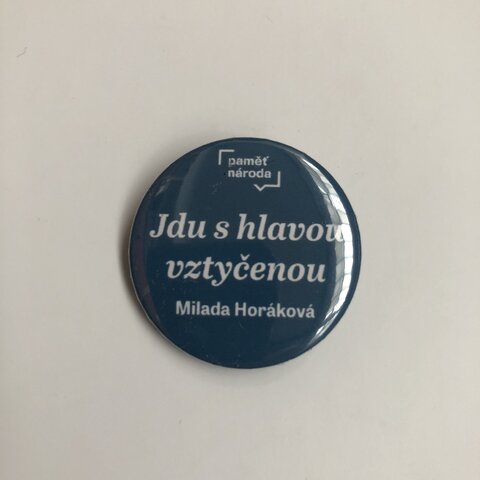 paměť
národa
Jdu s hlavou
vztyčenou
Milada Horáková